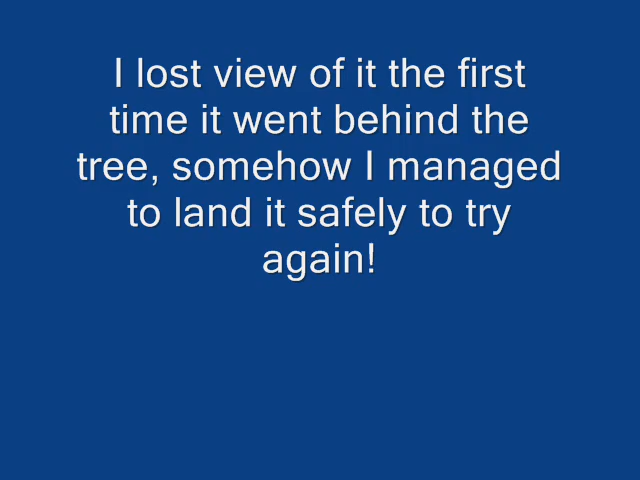 I lost view of it the first
time it went behind the
tree, somehow I managed
to land it safely to try
again!